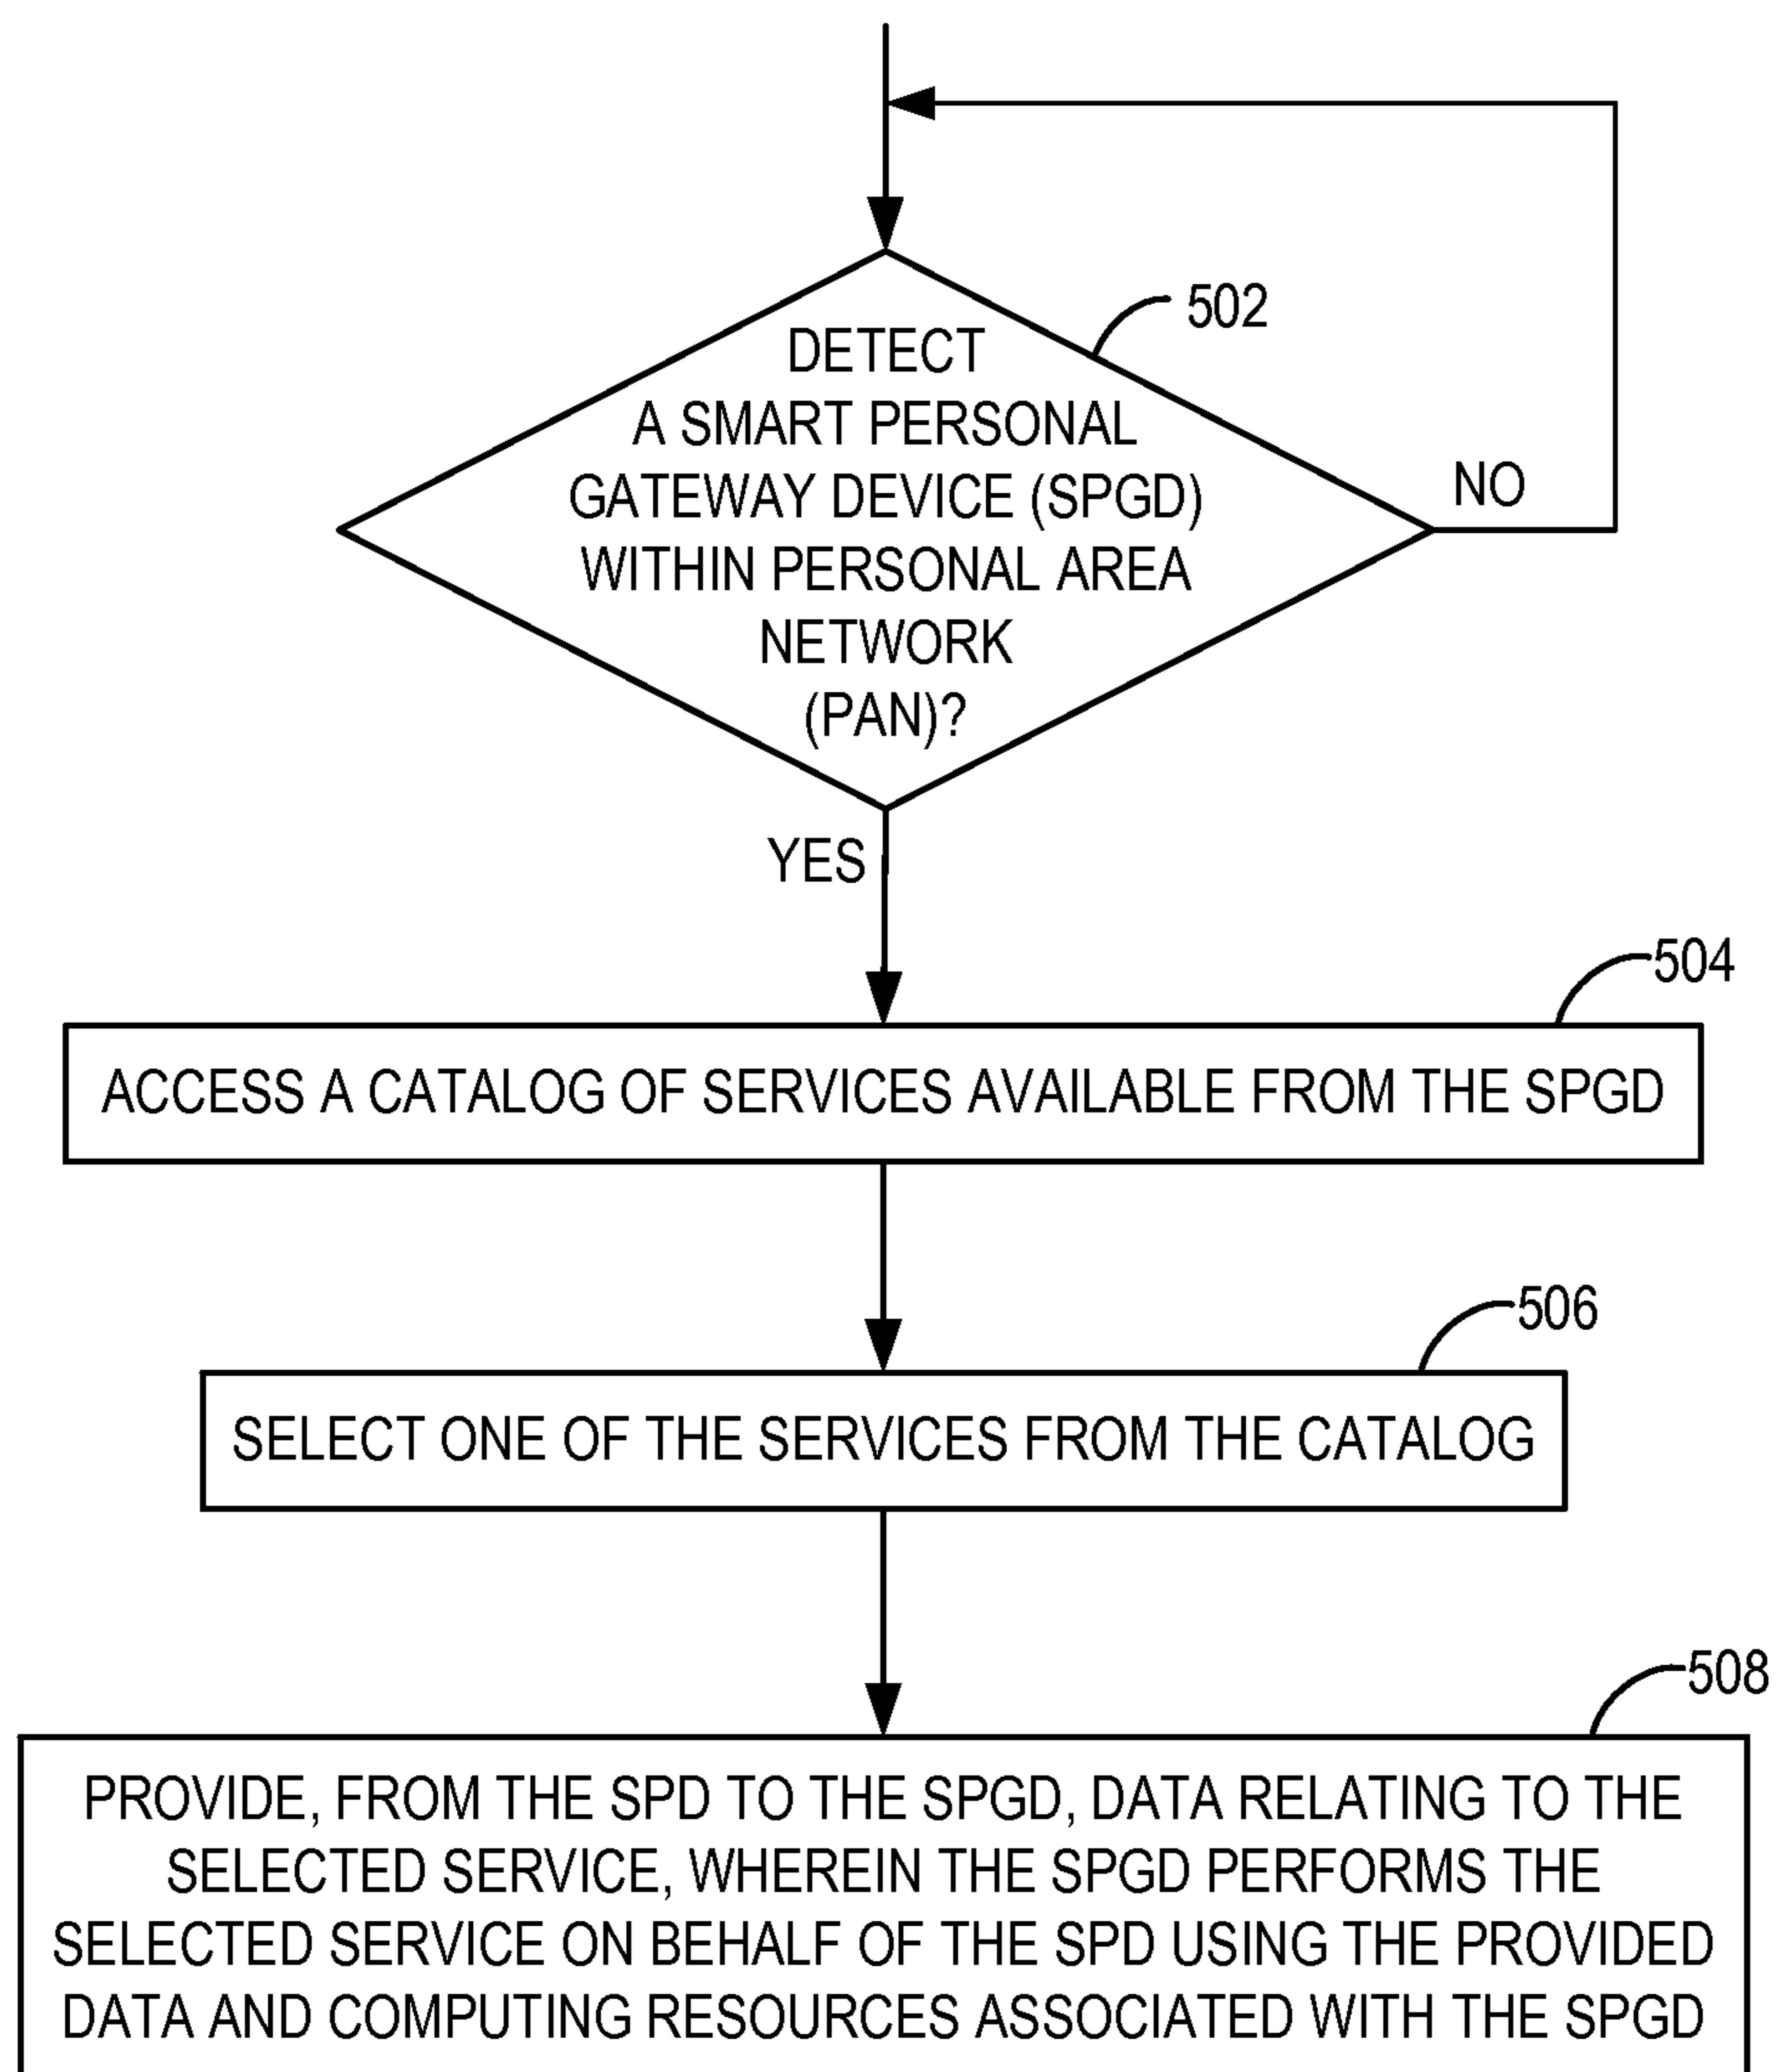 502
DETECT
A SMART PERSONAL
GATEWAY DEVICE (SPGD)
WITHIN PERSONAL AREA
NETWORK
(PAN)?
NO
YES
504
ACCESS A CATALOG OF SERVICES AVAILABLE FROM THE SPGD
506
SELECT ONE OF THE SERVICES FROM THE CATALOG
508
PROVIDE, FROM THE SPD TO THE SPGD, DATA RELATING TO THE
SELECTED SERVICE, WHEREIN THE SPGD PERFORMS THE
SELECTED SERVICE ON BEHALF OF THE SPD USING THE PROVIDED
DATA AND COMPUTING RESOURCES ASSOCIATED WITH THE SPGD